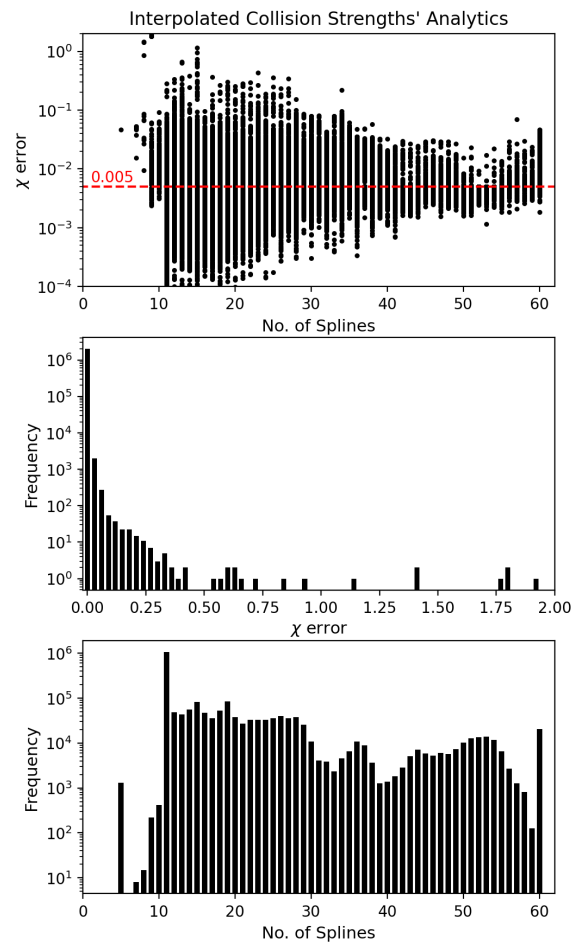 Interpolated Collision Strengths' Analytics
10⁰
10⁻¹
10⁻²
10⁻³
10⁻⁴
χ error
0.005
0 10 20 30 40 50 60
No. of Splines
10⁶
10⁵
10⁴
10³
10²
10¹
10⁰
Frequency
0.00 0.25 0.50 0.75 1.00 1.25 1.50 1.75 2.00
χ error
10⁶
10⁵
10⁴
10³
10²
10¹
Frequency
0 10 20 30 40 50 60
No. of Splines